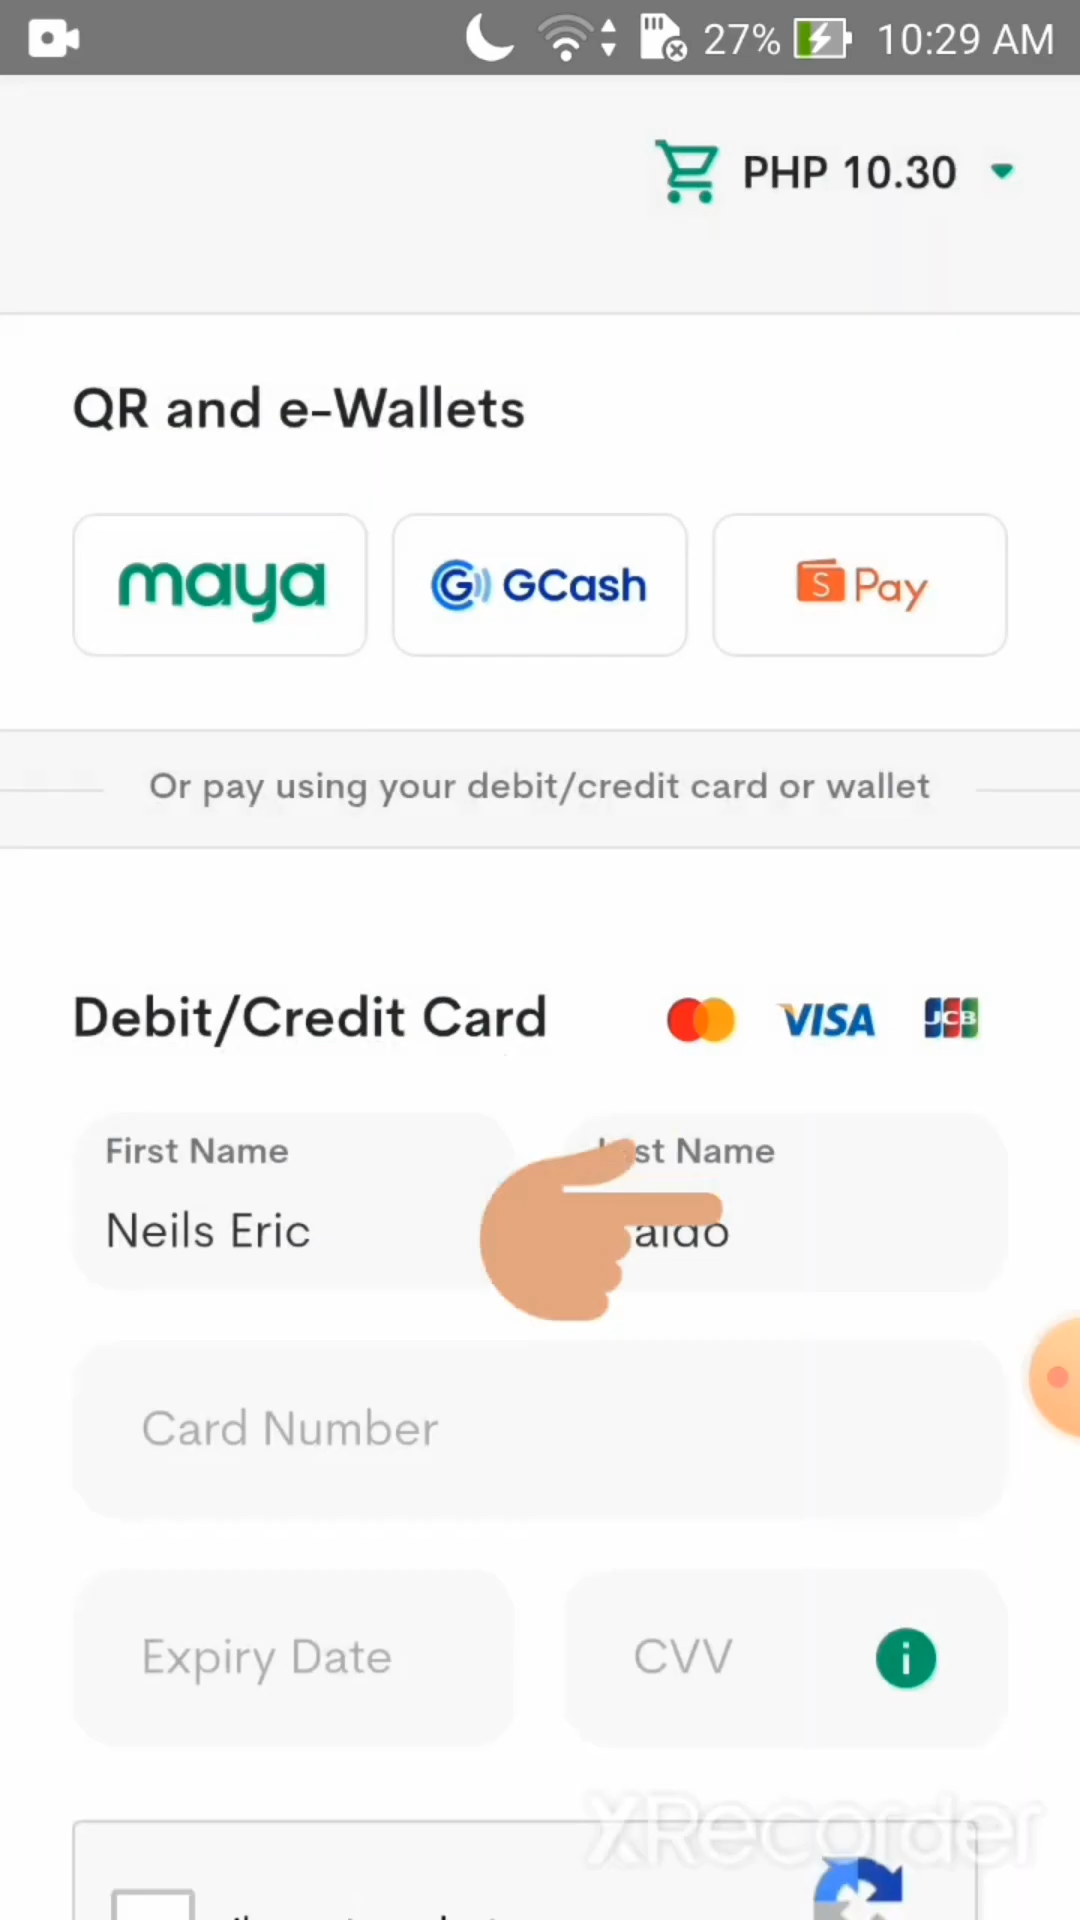 27% 10:29 AM
PHP 10.30
QR and e-Wallets
maya GCash S Pay
Or pay using your debit/credit card or wallet
Debit/Credit Card VISA JCB
First Name Name
Neils Eric
Card Number
Expiry Date CVV i
XRecorder